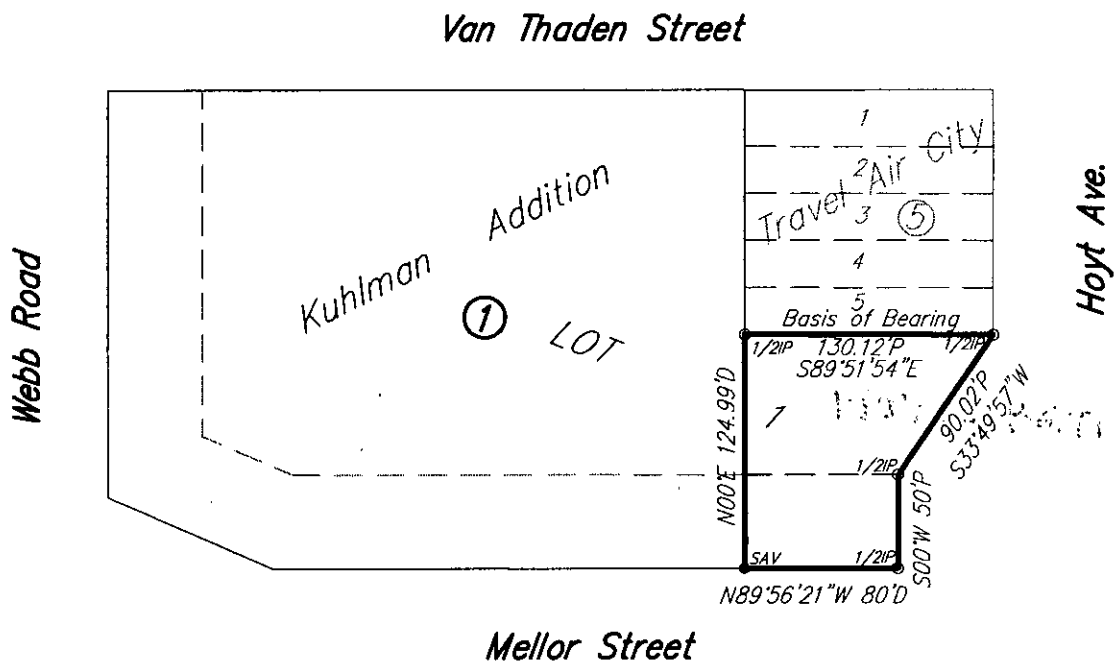 Van Thaden Street
Webb Road
Kuhlman Addition
1
LOT
1
2
3
4
5
Travel Air City
5
Hoyt Ave.
Basis of Bearing
1/2IP 130.12'P 1/2IP
S89°51'54"E
1
90.02'P
S33°49'57"W
N00°E 124.99'D
1/2IP
S00°W 50'P
SAV 1/2IP
N89°56'21"W 80'D
Mellor Street